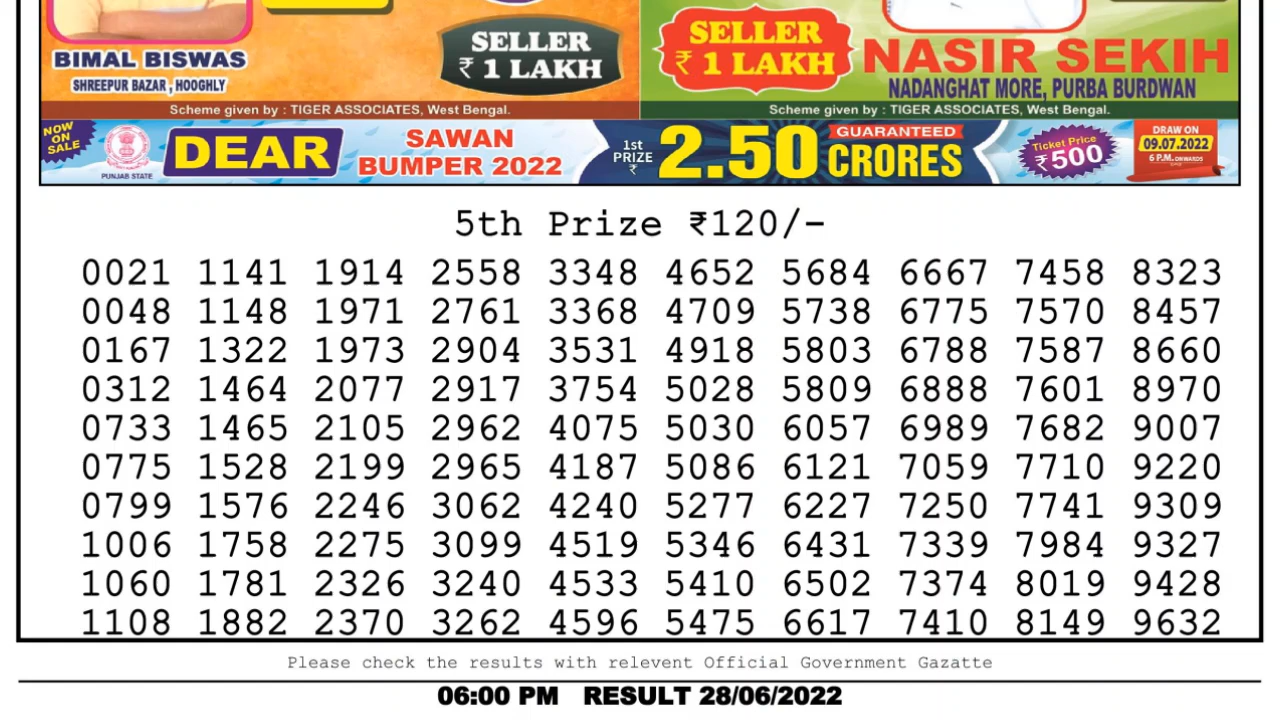 BIMAL BISWAS
SHREEPUR BAZAR, HOOGHLY
SELLER
₹ 1 LAKH
SELLER
₹ 1 LAKH
NASIR SEKIH
NADANGHAT MORE, PURBA BURDWAN
Scheme given by : TIGER ASSOCIATES, West Bengal.
Scheme given by : TIGER ASSOCIATES, West Bengal.
NOW
ON
SALE
PUNJAB STATE
DEAR
SAWAN
BUMPER 2022
1st
PRIZE
₹
2.50
GUARANTEED
CRORES
Ticket Price
₹500
DRAW ON
09.07.2022
6 P.M. ONWARDS
5th Prize ₹120/-
0021 1141 1914 2558 3348 4652 5684 6667 7458 8323
0048 1148 1971 2761 3368 4709 5738 6775 7570 8457
0167 1322 1973 2904 3531 4918 5803 6788 7587 8660
0312 1464 2077 2917 3754 5028 5809 6888 7601 8970
0733 1465 2105 2962 4075 5030 6057 6989 7682 9007
0775 1528 2199 2965 4187 5086 6121 7059 7710 9220
0799 1576 2246 3062 4240 5277 6227 7250 7741 9309
1006 1758 2275 3099 4519 5346 6431 7339 7984 9327
1060 1781 2326 3240 4533 5410 6502 7374 8019 9428
1108 1882 2370 3262 4596 5475 6617 7410 8149 9632
Please check the results with relevent Official Government Gazatte
06:00 PM RESULT 28/06/2022